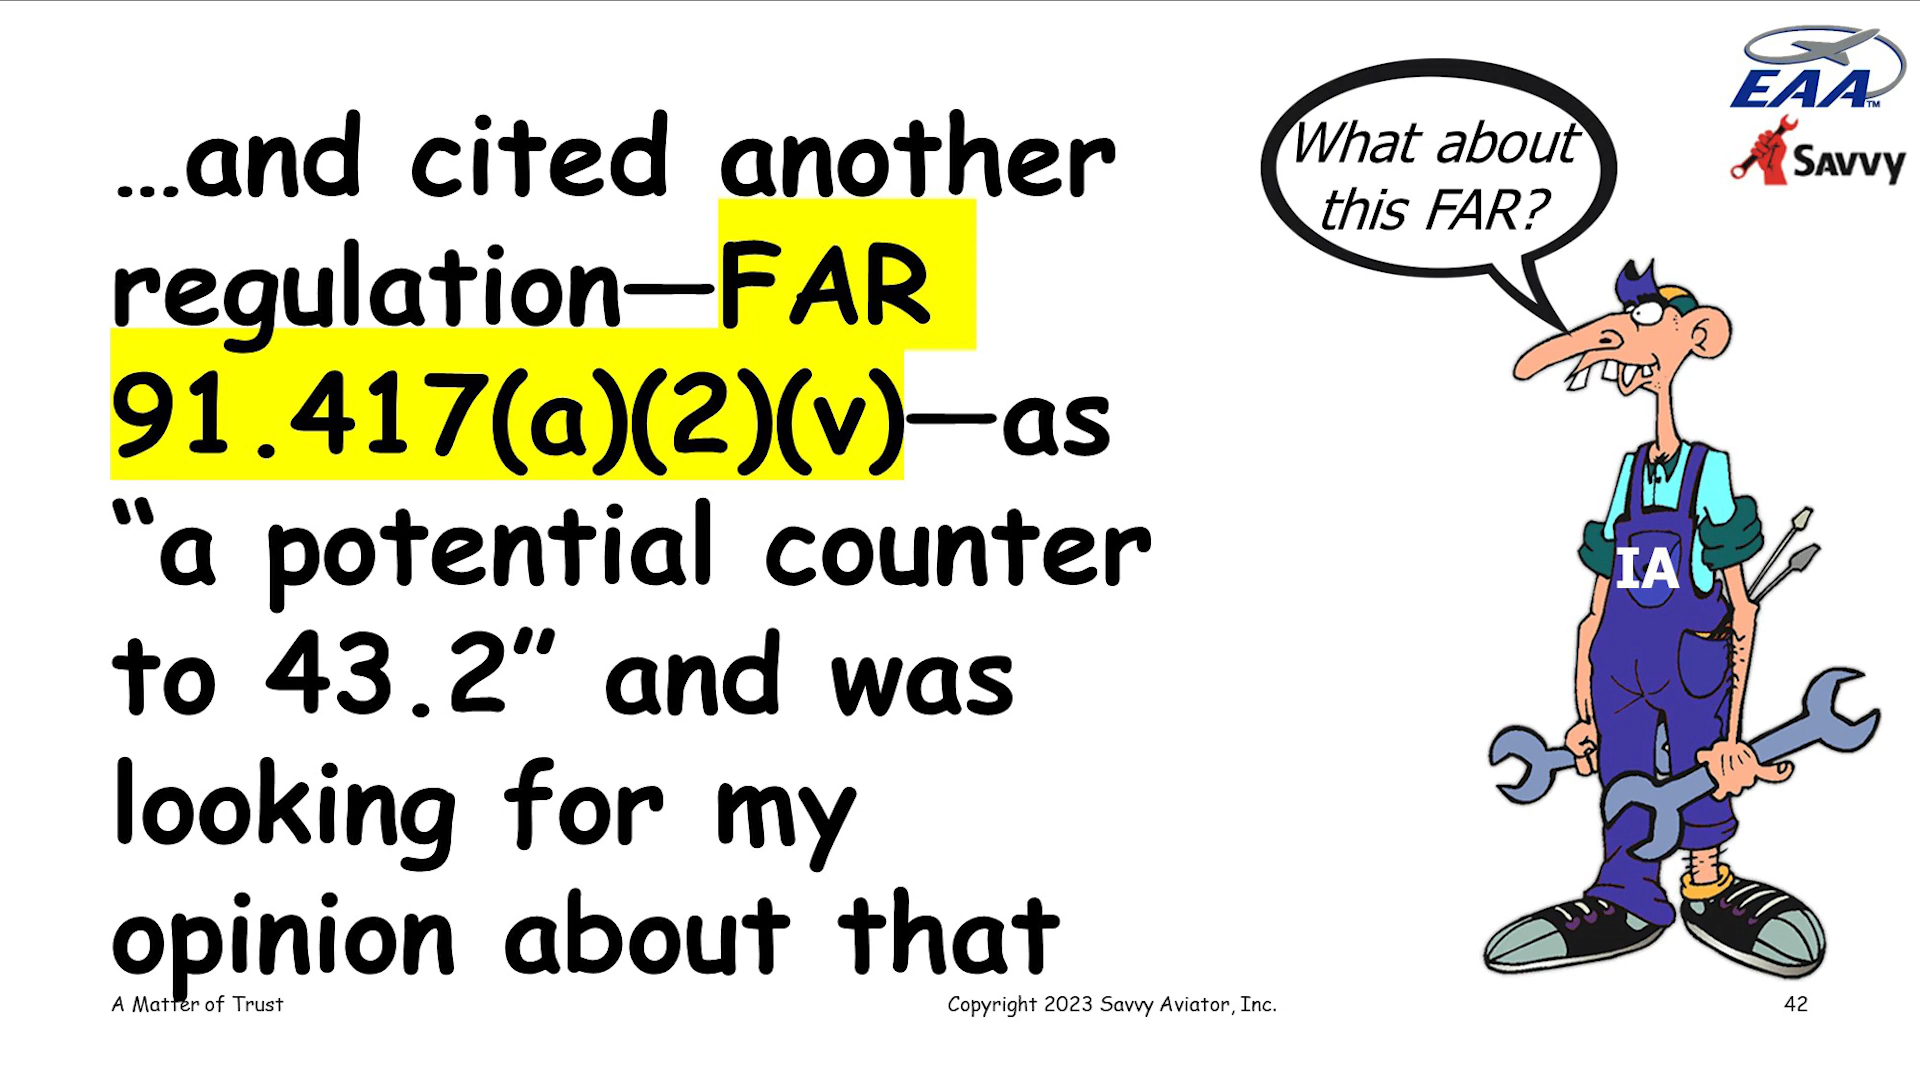 ...and cited another
regulation—FAR
91.417(a)(2)(v)—as
“a potential counter
to 43.2” and was
looking for my
opinion about that
What about
this FAR?
EAA™
SAVVY
IA
A Matter of Trust
Copyright 2023 Savvy Aviator, Inc.
42